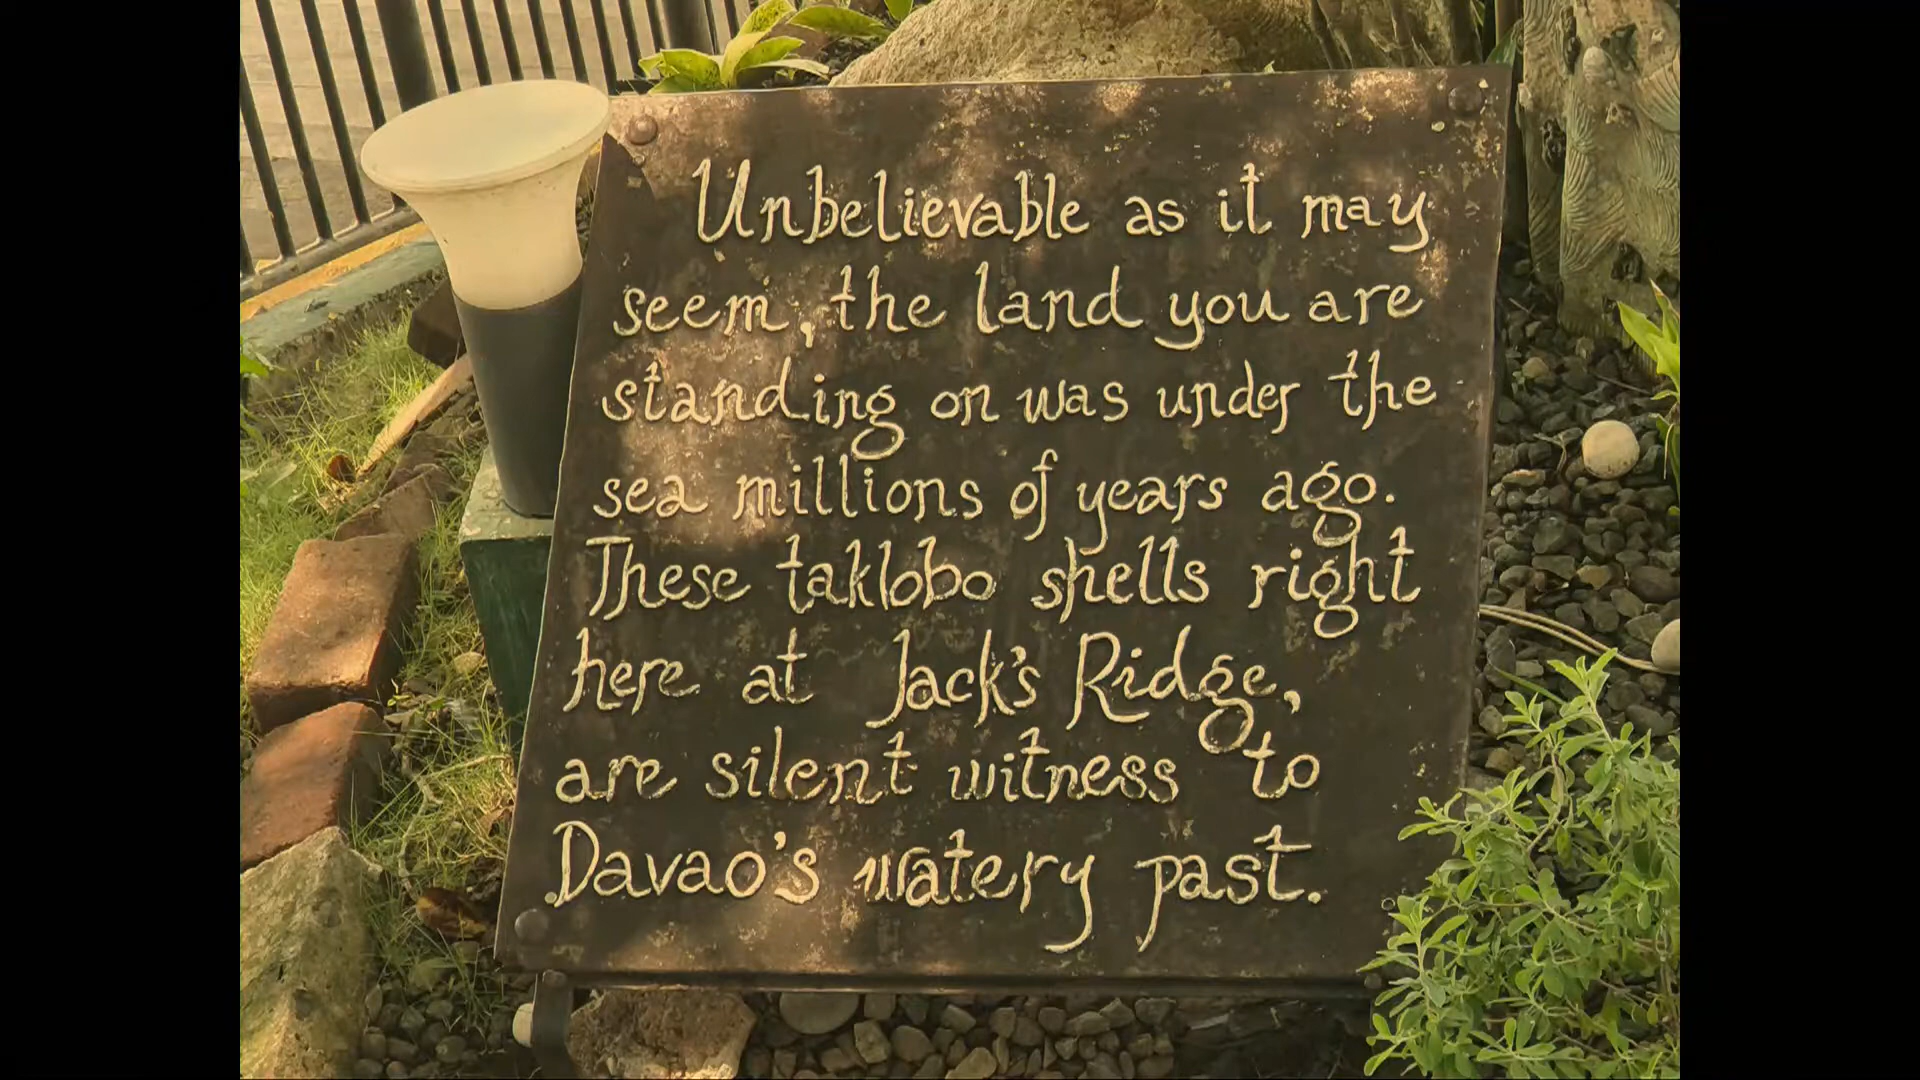 Unbelievable as it may
seem, the land you are
standing on was under the
sea millions of years ago.
These taklobo shells right
here at Jack's Ridge,
are silent witness to
Davao's watery past.